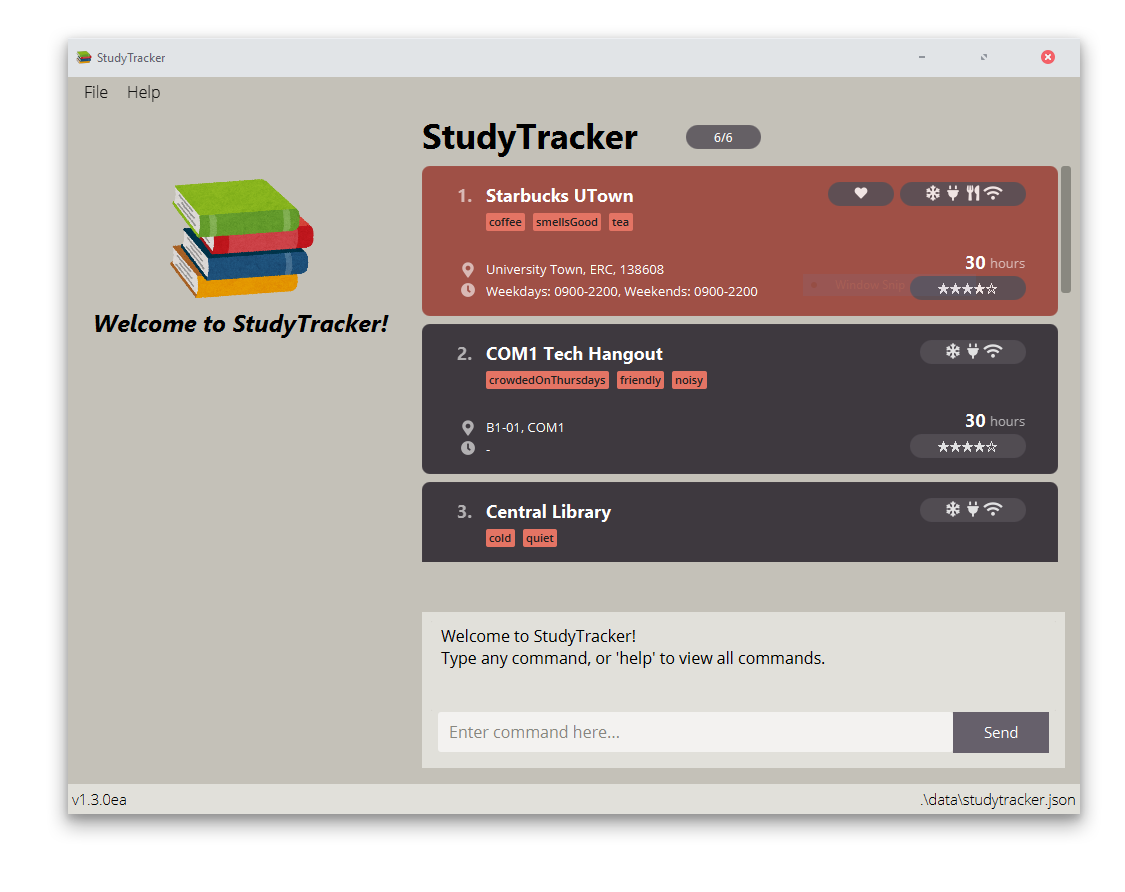 StudyTracker
File Help
StudyTracker 6/6
Welcome to StudyTracker!
1. Starbucks UTown
coffee smellsGood tea
University Town, ERC, 138608
30 hours
Weekdays: 0900-2200, Weekends: 0900-2200
Window Snip
★★★★☆
2. COM1 Tech Hangout
crowdedOnThursdays friendly noisy
B1-01, COM1
30 hours
-
★★★★☆
3. Central Library
cold quiet
Welcome to StudyTracker!
Type any command, or 'help' to view all commands.
Enter command here... Send
v1.3.0ea .\data\studytracker.json